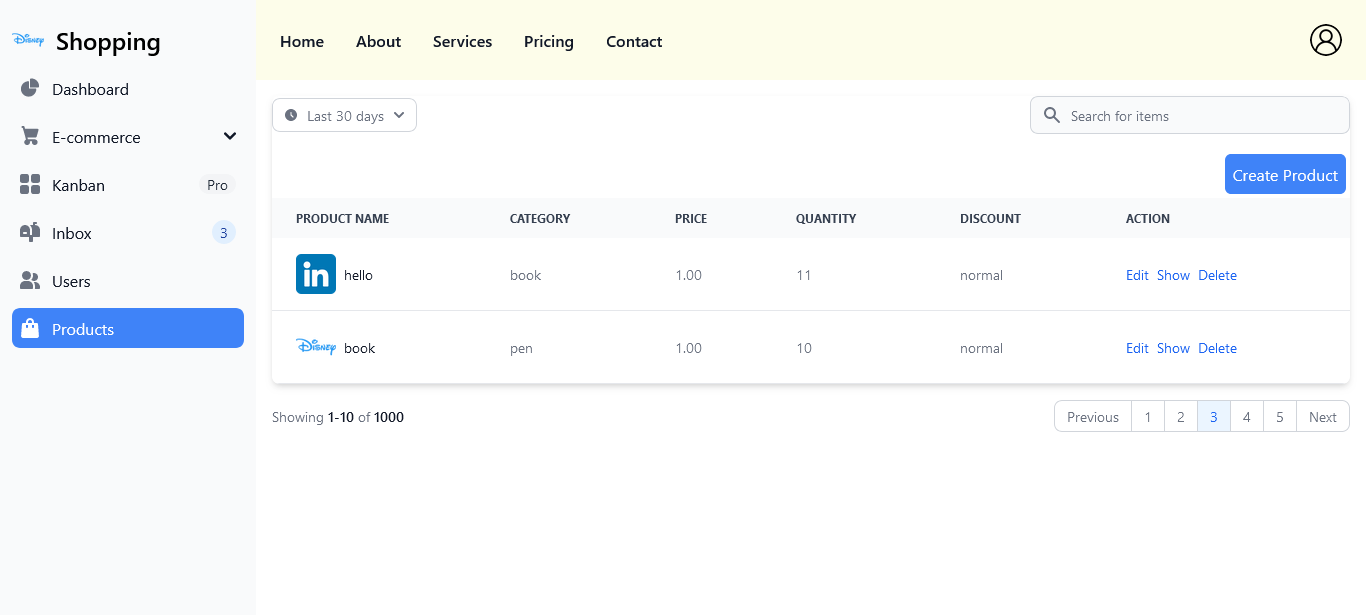 Disney Shopping
Home About Services Pricing Contact
Dashboard
E-commerce
Kanban Pro
Inbox 3
Users
Products
Last 30 days
Search for items
Create Product
PRODUCT NAME CATEGORY PRICE QUANTITY DISCOUNT ACTION
in hello book 1.00 11 normal Edit Show Delete
Disney book pen 1.00 10 normal Edit Show Delete
Showing 1-10 of 1000
Previous 1 2 3 4 5 Next